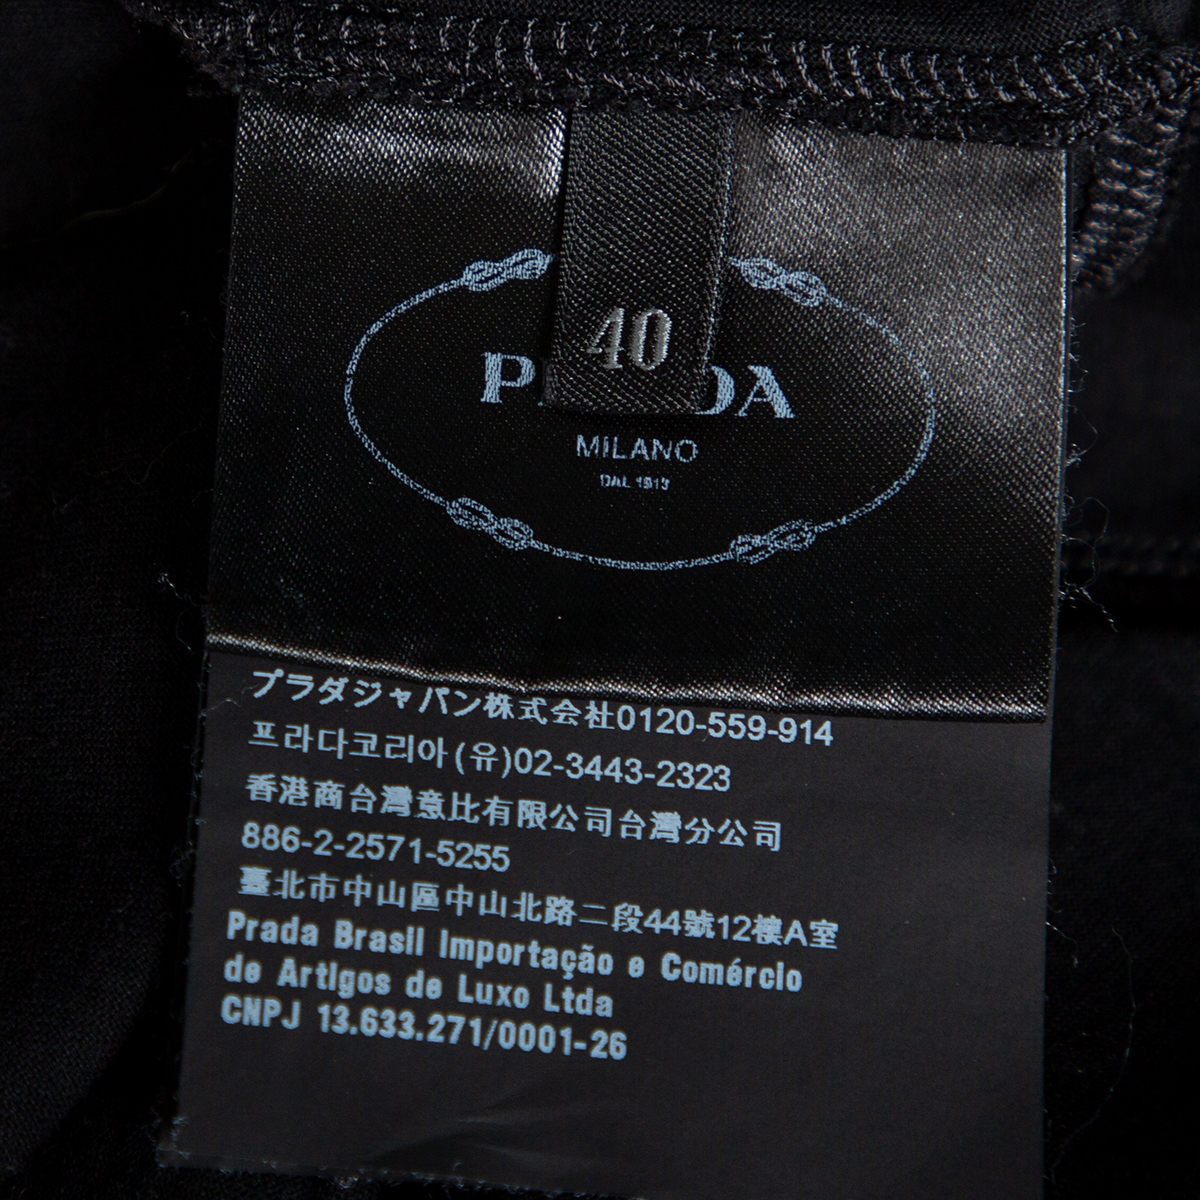 40
PRADA
MILANO
DAL 1913
プラダジャパン株式会社0120-559-914
프라다코리아(유)02-3443-2323
香港商台灣意比有限公司台灣分公司
886-2-2571-5255
臺北市中山區中山北路二段44號12樓A室
Prada Brasil Importação e Comércio
de Artigos de Luxo Ltda
CNPJ 13.633.271/0001-26